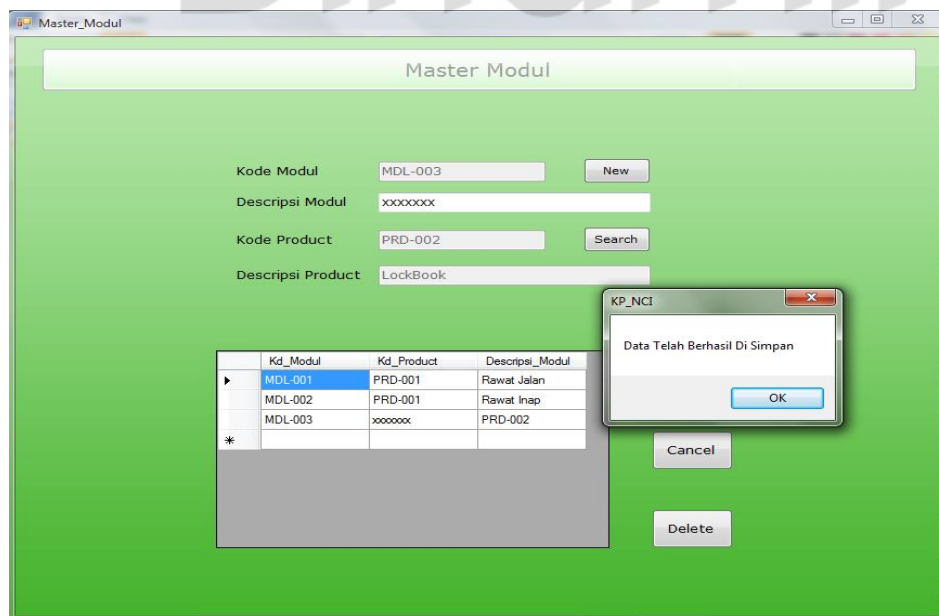 Master_Modul
Master Modul
Kode Modul MDL-003 New
Descripsi Modul xxxxxxx
Kode Product PRD-002 Search
Descripsi Product LockBook
KP_NCI
Data Telah Berhasil Di Simpan
OK
Kd_Modul Kd_Product Descripsi_Modul
MDL-001 PRD-001 Rawat Jalan
MDL-002 PRD-001 Rawat Inap
MDL-003 xxxxxxx PRD-002
Cancel
Delete